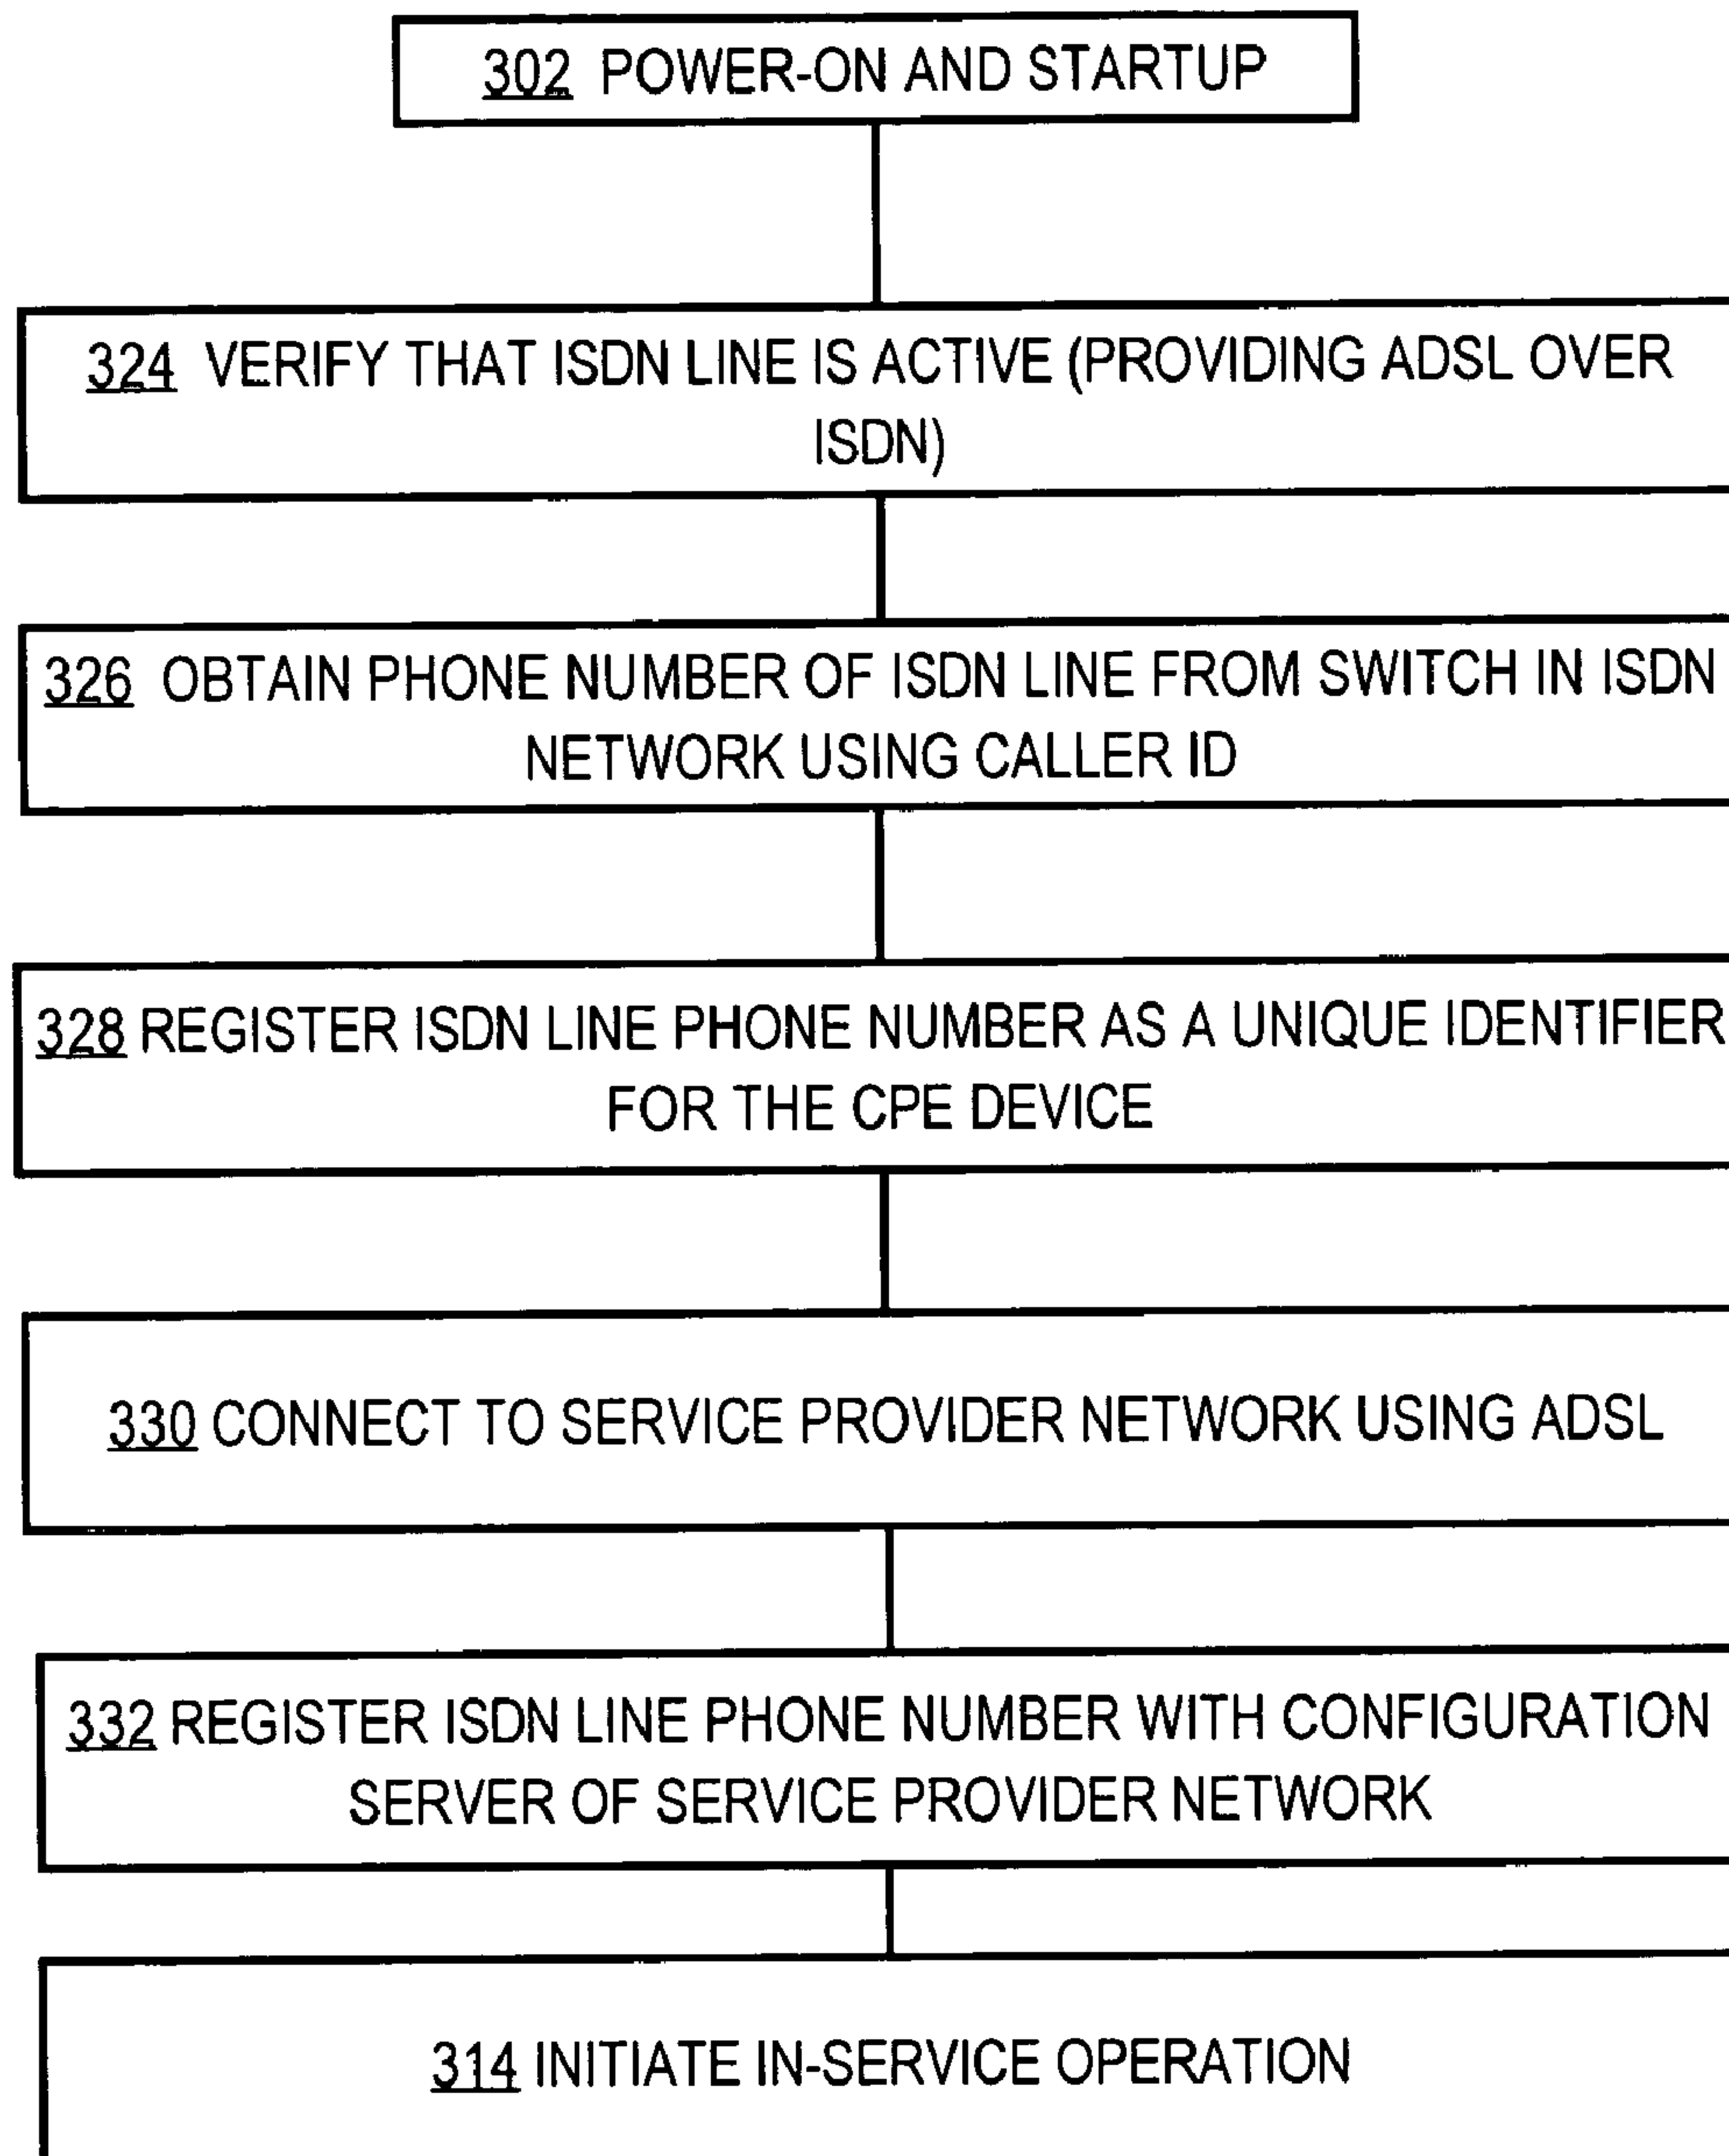 302 POWER-ON AND STARTUP
324 VERIFY THAT ISDN LINE IS ACTIVE (PROVIDING ADSL OVER
ISDN)
326 OBTAIN PHONE NUMBER OF ISDN LINE FROM SWITCH IN ISDN
NETWORK USING CALLER ID
328 REGISTER ISDN LINE PHONE NUMBER AS A UNIQUE IDENTIFIER
FOR THE CPE DEVICE
330 CONNECT TO SERVICE PROVIDER NETWORK USING ADSL
332 REGISTER ISDN LINE PHONE NUMBER WITH CONFIGURATION
SERVER OF SERVICE PROVIDER NETWORK
314 INITIATE IN-SERVICE OPERATION